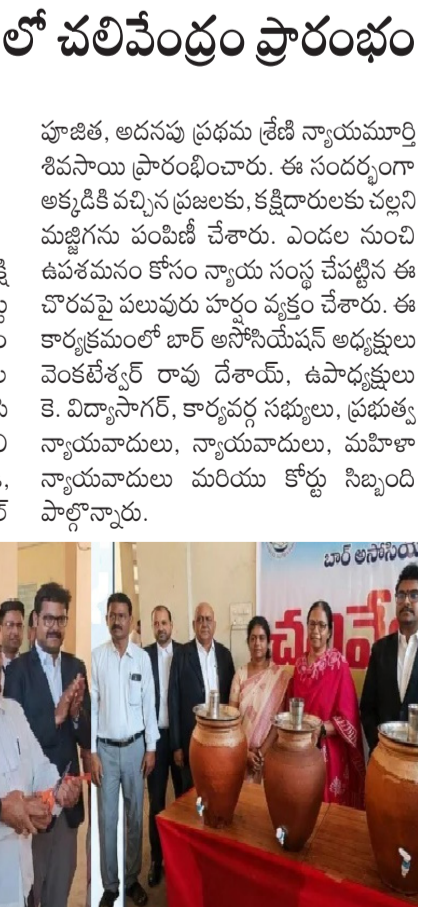 లో చలివేంద్రం ప్రారంభం
పూజిత, అదనపు ప్రథమ శ్రేణి న్యాయమూర్తి
శివసాయి ప్రారంభించారు. ఈ సందర్భంగా
అక్కడికి వచ్చిన ప్రజలకు, కక్షిదారులకు చల్లని
మజ్జిగను పంపిణీ చేశారు. ఎండల నుంచి
ఉపశమనం కోసం న్యాయ సంస్థ చేపట్టిన ఈ
చొరవపై పలువురు హర్షం వ్యక్తం చేశారు. ఈ
కార్యక్రమంలో బార్ అసోసియేషన్ అధ్యక్షులు
వెంకటేశ్వర్ రావు దేశాయ్, ఉపాధ్యక్షులు
కె. విద్యాసాగర్, కార్యవర్గ సభ్యులు, ప్రభుత్వ
న్యాయవాదులు, న్యాయవాదులు, మహిళా
న్యాయవాదులు మరియు కోర్టు సిబ్బంది
పాల్గొన్నారు.
బార్ అసోసియే
చలివే